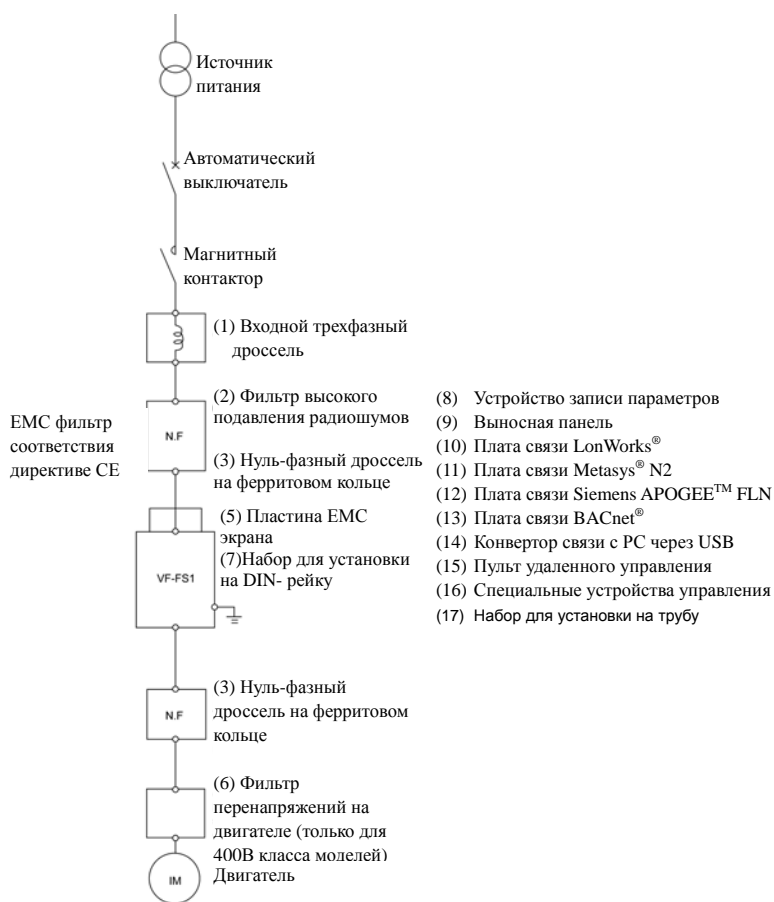 Источник
питания
Автоматический
выключатель
Магнитный
контактор
(1) Входной трехфазный
дроссель
(2) Фильтр высокого
подавления радиошумов
EMC фильтр
соответствия
директиве CE
N.F
(3) Нуль-фазный дроссель
на ферритовом кольце
(5) Пластина EMC
экрана
(7)Набор для установки
на DIN- рейку
VF-FS1
(3) Нуль-фазный
дроссель на ферритовом
кольце
N.F
(6) Фильтр
перенапряжений на
двигателе (только для
400В класса моделей)
Двигатель
IM
(8) Устройство записи параметров
(9) Выносная панель
(10) Плата связи LonWorks®
(11) Плата связи Metasys® N2
(12) Плата связи Siemens APOGEE™ FLN
(13) Плата связи BACnet®
(14) Конвертор связи с PC через USB
(15) Пульт удаленного управления
(16) Специальные устройства управления
(17) Набор для установки на трубу